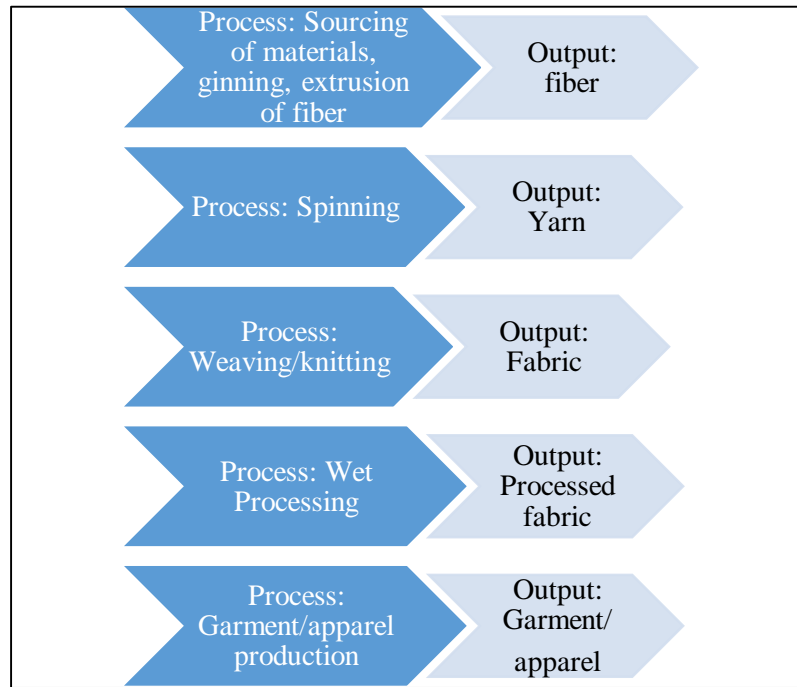 Process: Sourcing
of materials,
ginning, extrusion
of fiber
Output:
fiber
Process: Spinning
Output:
Yarn
Process:
Weaving/knitting
Output:
Fabric
Process: Wet
Processing
Output:
Processed
fabric
Process:
Garment/apparel
production
Output:
Garment/
apparel